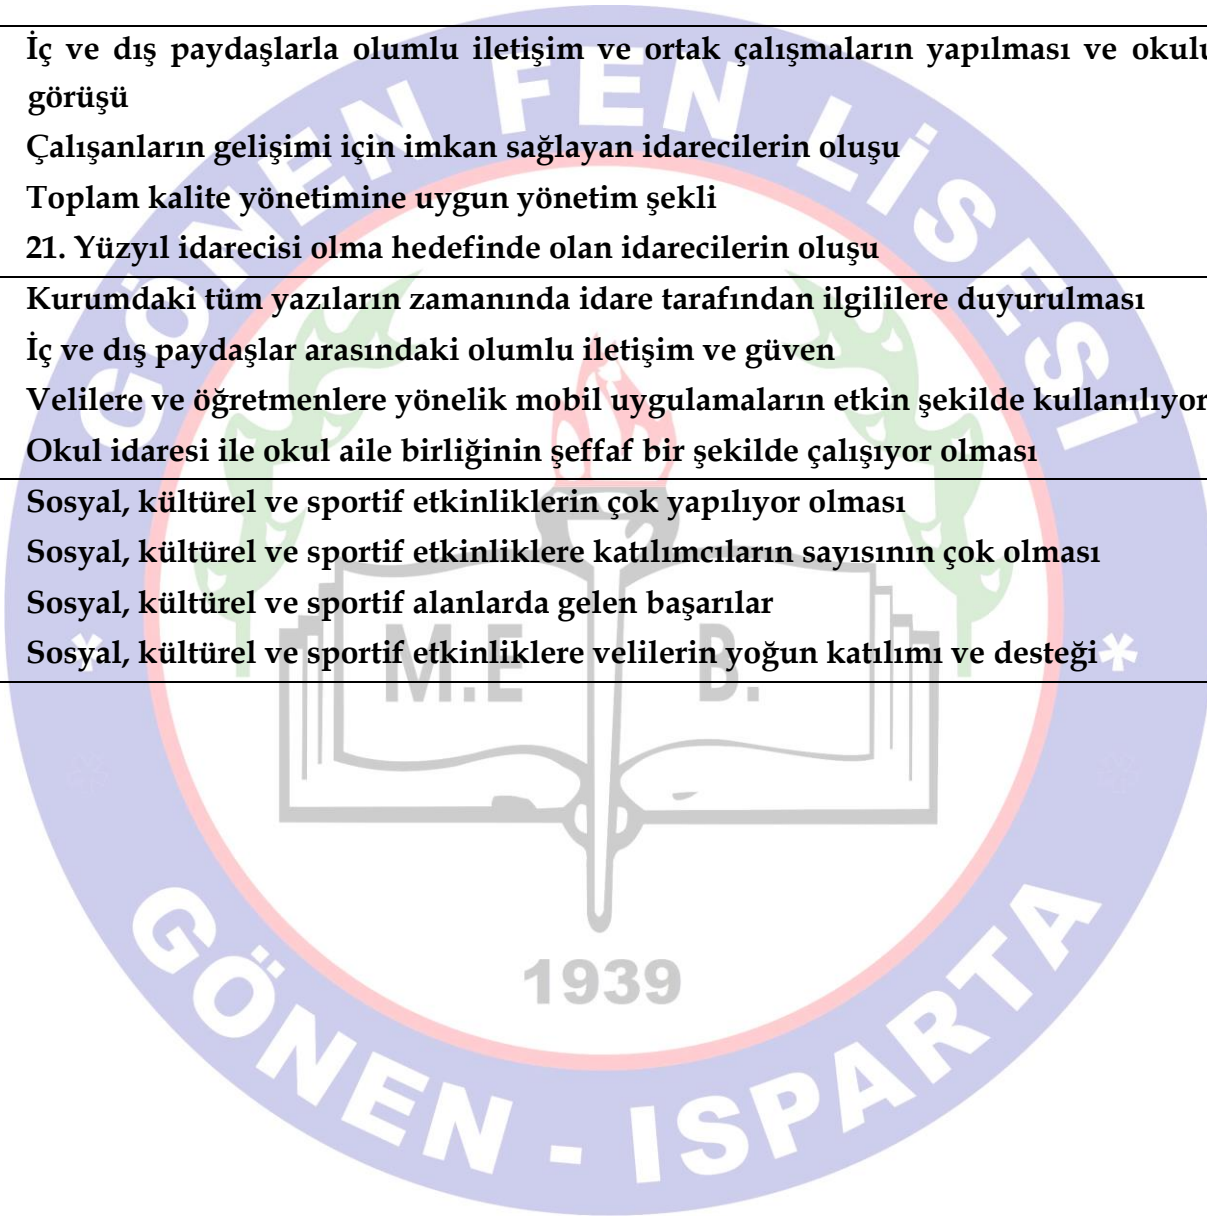 İç ve dış paydaşlarla olumlu iletişim ve ortak çalışmaların yapılması ve okulu
görüşü
Çalışanların gelişimi için imkan sağlayan idarecilerin oluşu
Toplam kalite yönetimine uygun yönetim şekli
21. Yüzyıl idarecisi olma hedefinde olan idarecilerin oluşu
Kurumdaki tüm yazıların zamanında idare tarafından ilgililere duyurulması
İç ve dış paydaşlar arasındaki olumlu iletişim ve güven
Velilere ve öğretmenlere yönelik mobil uygulamaların etkin şekilde kullanılıyor
Okul idaresi ile okul aile birliğinin şeffaf bir şekilde çalışıyor olması
Sosyal, kültürel ve sportif etkinliklerin çok yapılıyor olması
Sosyal, kültürel ve sportif etkinliklere katılımcıların sayısının çok olması
Sosyal, kültürel ve sportif alanlarda gelen başarılar
Sosyal, kültürel ve sportif etkinliklere velilerin yoğun katılımı ve desteği
GÖNEN FEN LİSESİ
M.E B.
1939
GÖNEN - ISPARTA